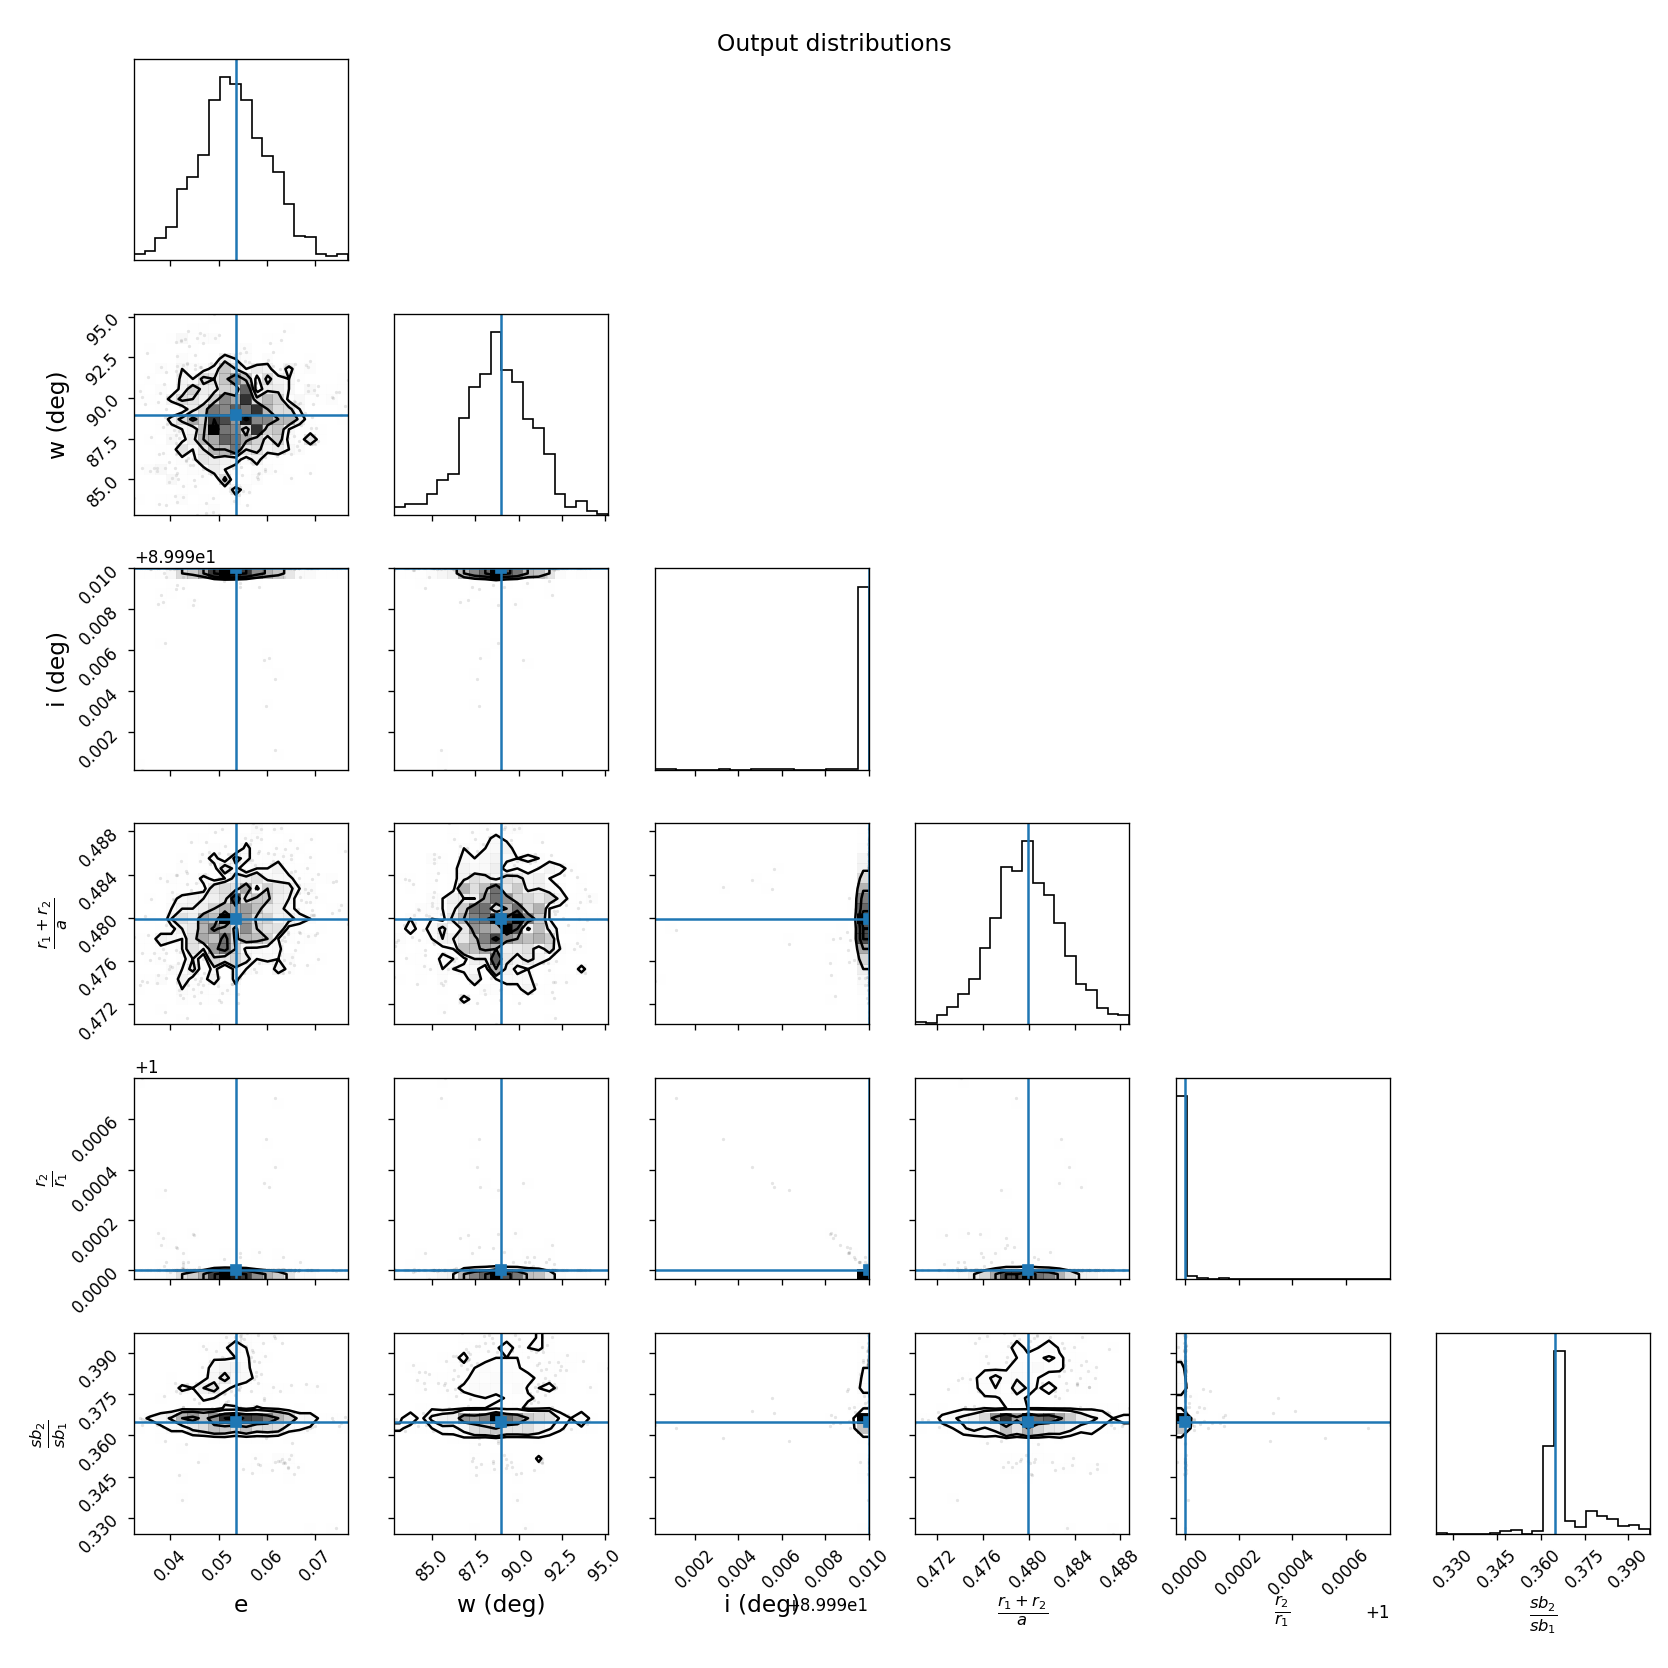 Output distributions
w (deg)
95.0
92.5
90.0
87.5
85.0
+8.999e1
i (deg)
0.010
0.008
0.006
0.004
0.002
r1 + r2
a
0.488
0.484
0.480
0.476
0.472
+1
r2
r1
0.0006
0.0004
0.0002
0.0000
sb2
sb1
0.390
0.375
0.360
0.345
0.330
0.04 0.05 0.06 0.07
85.0 87.5 90.0 92.5 95.0
0.002 0.004 0.006 0.008 0.010
0.472 0.476 0.480 0.484 0.488
0.0000 0.0002 0.0004 0.0006
0.330 0.345 0.360 0.375 0.390
e
w (deg)
i (deg)
+8.999e1
r1 + r2
a
r2
r1
+1
sb2
sb1